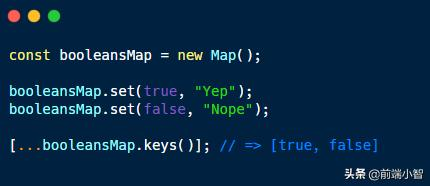 const booleansMap = new Map();
booleansMap.set(true, "Yep");
booleansMap.set(false, "Nope");
[...booleansMap.keys()]; // => [true, false]
头条 @前端小智